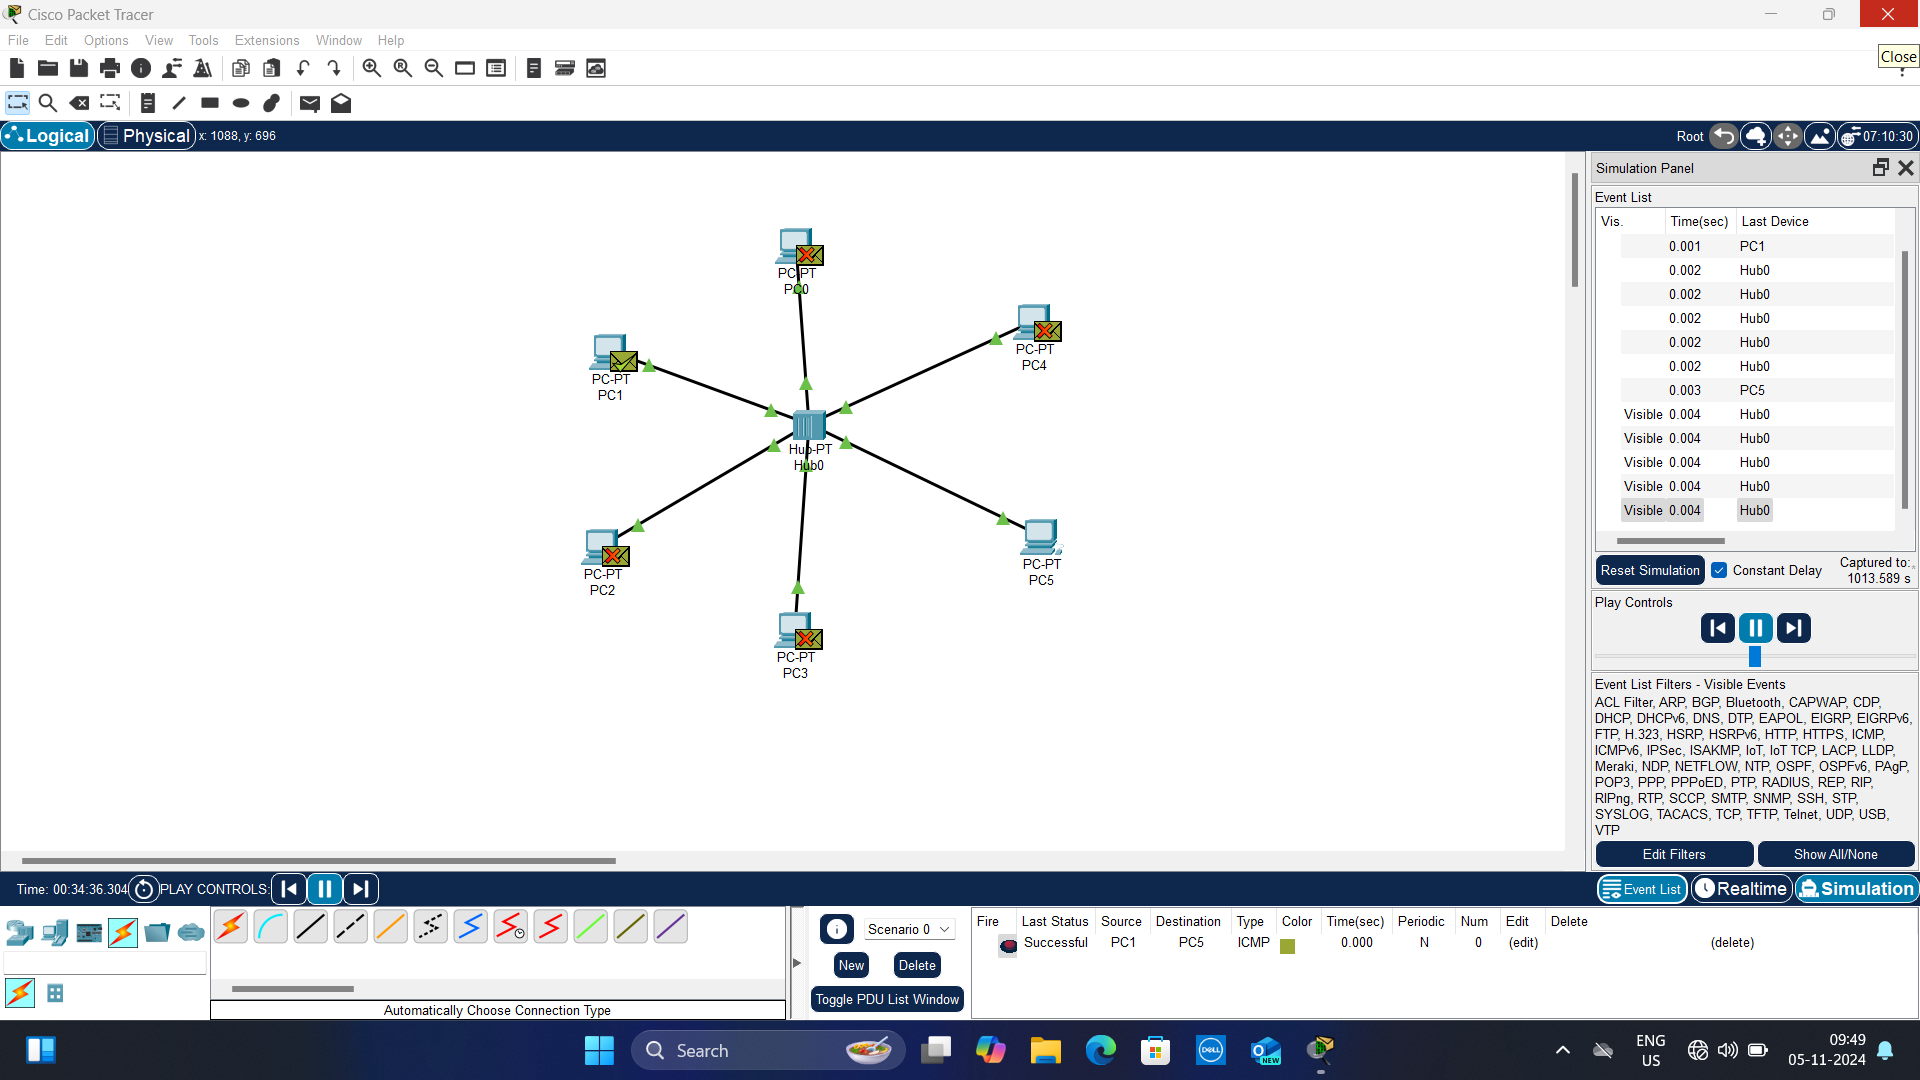 Cisco Packet Tracer
File Edit Options View Tools Extensions Window Help
Close
Logical Physical x: 1088, y: 696 Root 07:10:30
Simulation Panel
Event List
Vis. Time(sec) Last Device
0.001 PC1
0.002 Hub0
0.002 Hub0
0.002 Hub0
0.002 Hub0
0.002 Hub0
0.003 PC5
Visible 0.004 Hub0
Visible 0.004 Hub0
Visible 0.004 Hub0
Visible 0.004 Hub0
Visible 0.004 Hub0
Reset Simulation Constant Delay Captured to:
1013.589 s
Play Controls
Event List Filters - Visible Events
ACL Filter, ARP, BGP, Bluetooth, CAPWAP, CDP,
DHCP, DHCPv6, DNS, DTP, EAPOL, EIGRP, EIGRPv6,
FTP, H.323, HSRP, HSRPv6, HTTP, HTTPS, ICMP,
ICMPv6, IPSec, ISAKMP, IoT, IoT TCP, LACP, LLDP,
Meraki, NDP, NETFLOW, NTP, OSPF, OSPFv6, PAgP,
POP3, PPP, PPPoED, PTP, RADIUS, REP, RIP,
RIPng, RTP, SCCP, SMTP, SNMP, SSH, STP,
SYSLOG, TACACS, TCP, TFTP, Telnet, UDP, USB,
VTP
Edit Filters Show All/None
PC-PT
PC0
PC-PT
PC4
PC-PT
PC1
Hub-PT
Hub0
PC-PT
PC2
PC-PT
PC5
PC-PT
PC3
Time: 00:34:36.304 PLAY CONTROLS: Event List Realtime Simulation
Scenario 0
New Delete
Toggle PDU List Window
Fire Last Status Source Destination Type Color Time(sec) Periodic Num Edit Delete
Successful PC1 PC5 ICMP 0.000 N 0 (edit) (delete)
Automatically Choose Connection Type
Search
DELL
NEW
ENG
US
09:49
05-11-2024